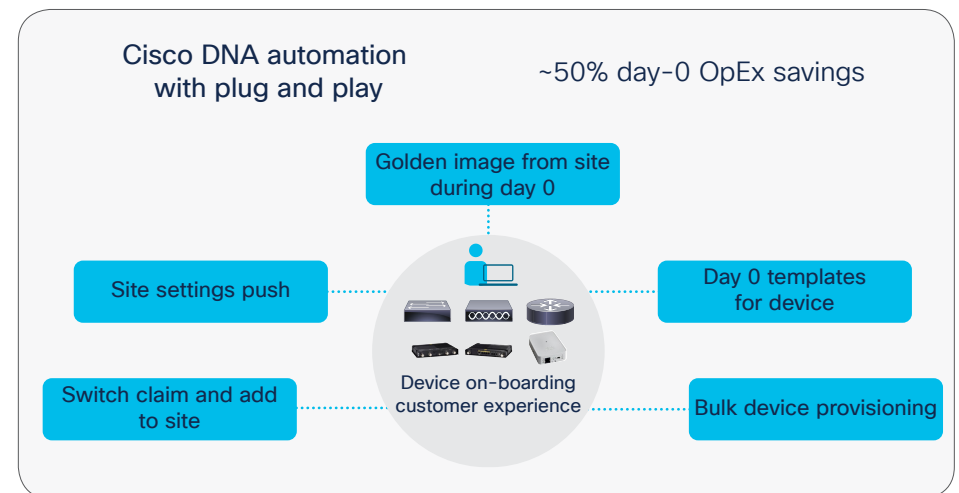 Cisco DNA automation
with plug and play
~50% day-0 OpEx savings
Golden image from site
during day 0
Site settings push
Day 0 templates
for device
Device on-boarding
customer experience
Switch claim and add
to site
Bulk device provisioning